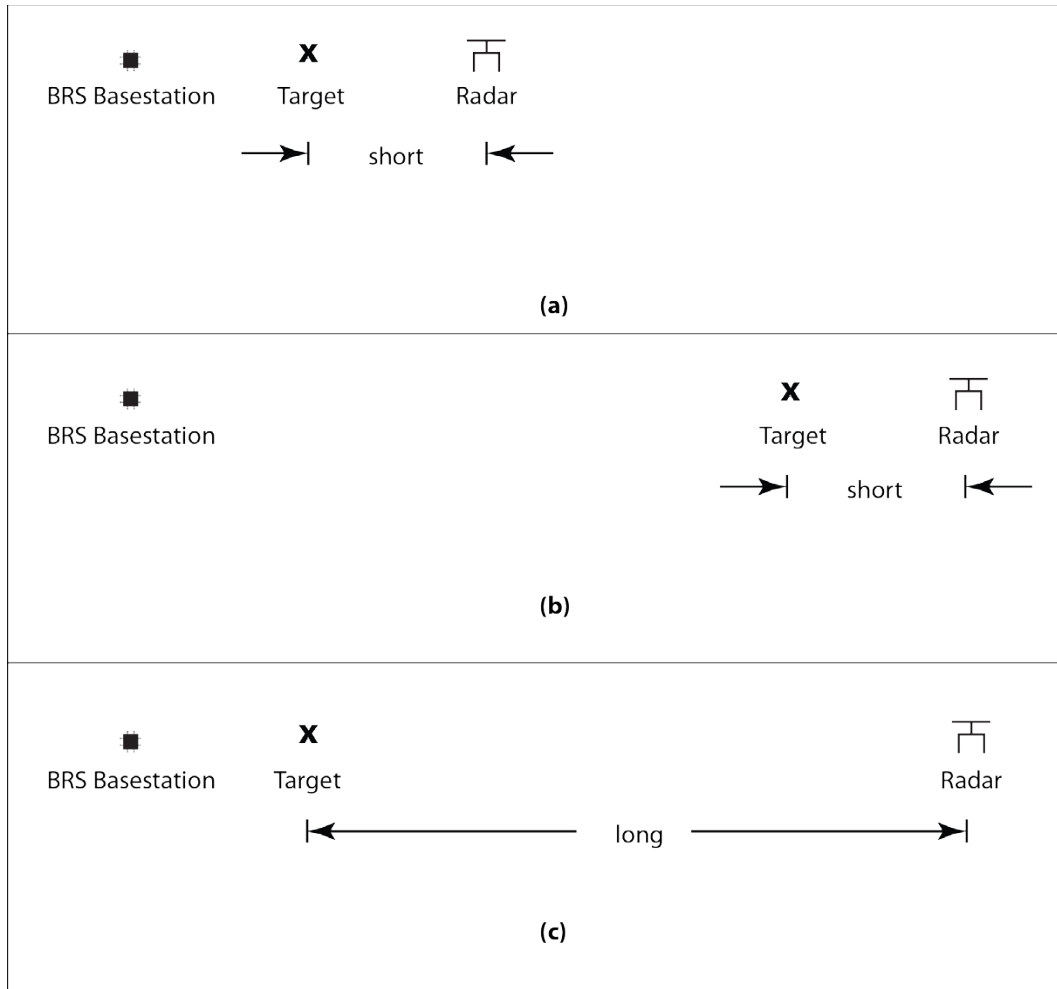 x
BRS Basestation Target Radar
short
(a)
x
BRS Basestation Target Radar
short
(b)
x
BRS Basestation Target Radar
long
(c)